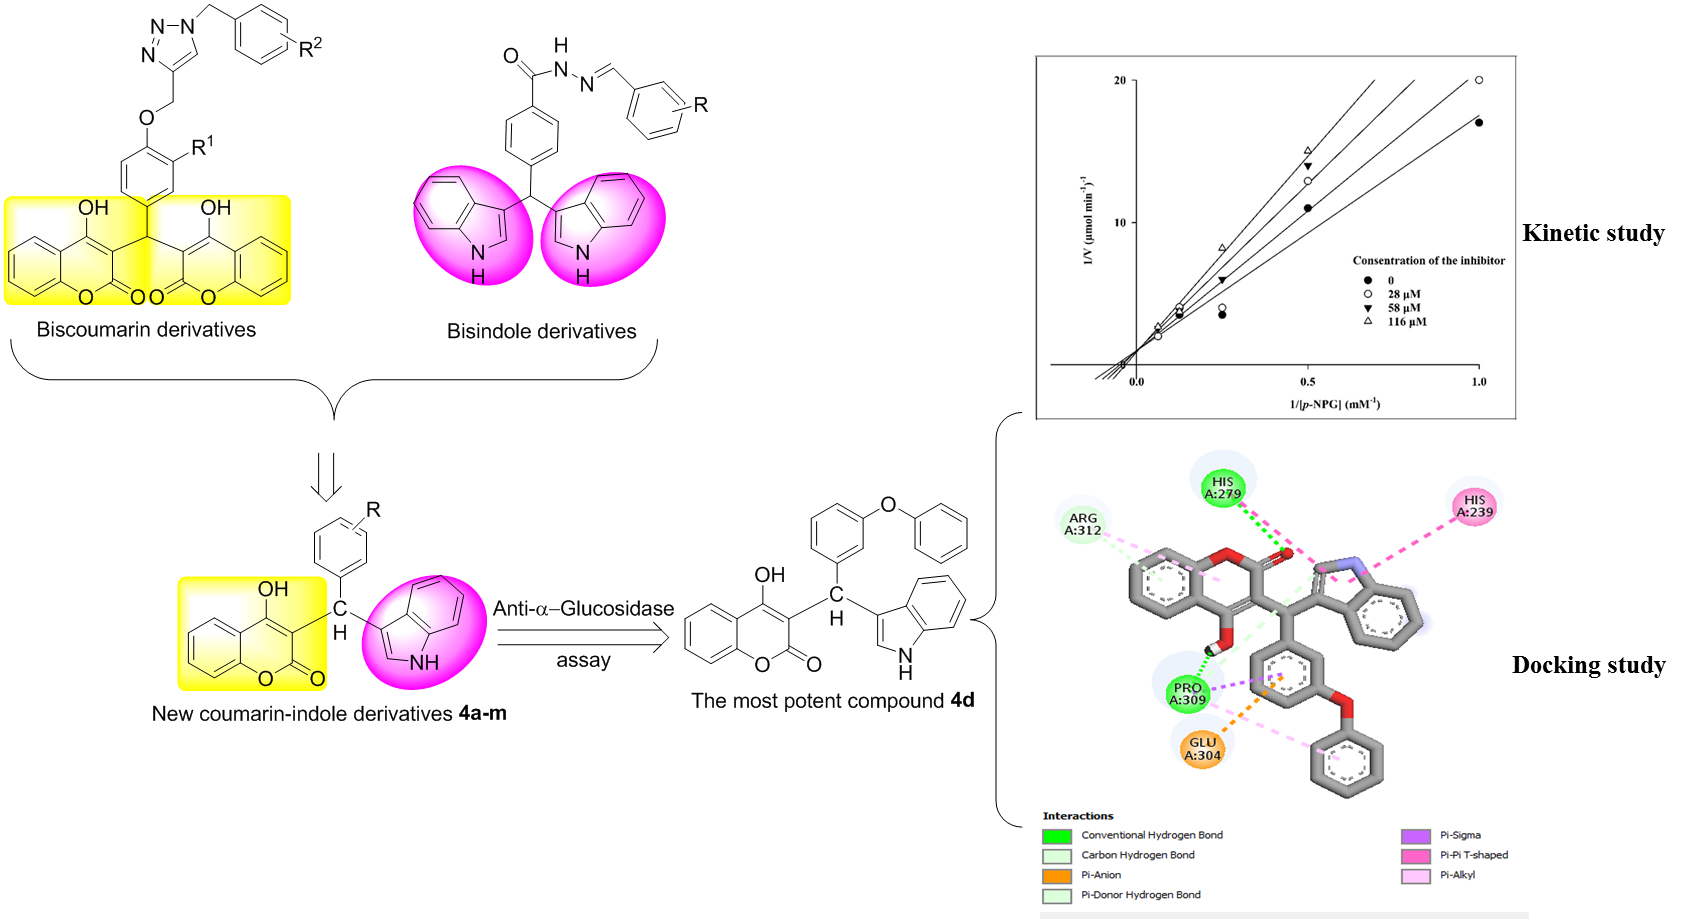 N
N
N
R²
O
R¹
OH
OH
O
O
O
O
Biscoumarin derivatives
O
H
N
N
R
N
H
N
H
Bisindole derivatives
R
OH
C
H
O
O
NH
New coumarin-indole derivatives 4a-m
Anti-α–Glucosidase
assay
O
OH
C
H
O
O
N
H
The most potent compound 4d
20
10
1/V (µmol min⁻¹)⁻¹
0.0
0.5
1.0
1/[p-NPG] (mM⁻¹)
Consentration of the inhibitor
0
28 µM
58 µM
116 µM
Kinetic study
HIS
A:279
HIS
A:239
ARG
A:312
PRO
A:309
GLU
A:304
Docking study
Interactions
Conventional Hydrogen Bond
Carbon Hydrogen Bond
Pi-Anion
Pi-Donor Hydrogen Bond
Pi-Sigma
Pi-Pi T-shaped
Pi-Alkyl